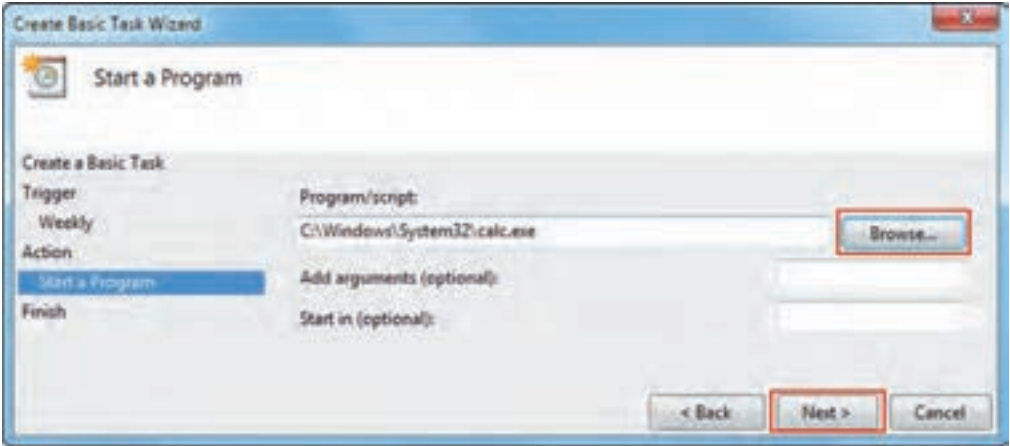 Create Basic Task Wizard
Start a Program
Create a Basic Task
Trigger
Weekly
Action
Start a Program
Finish
Program/script:
C:\Windows\System32\calc.exe
Browse...
Add arguments (optional):
Start in (optional):
< Back
Next >
Cancel